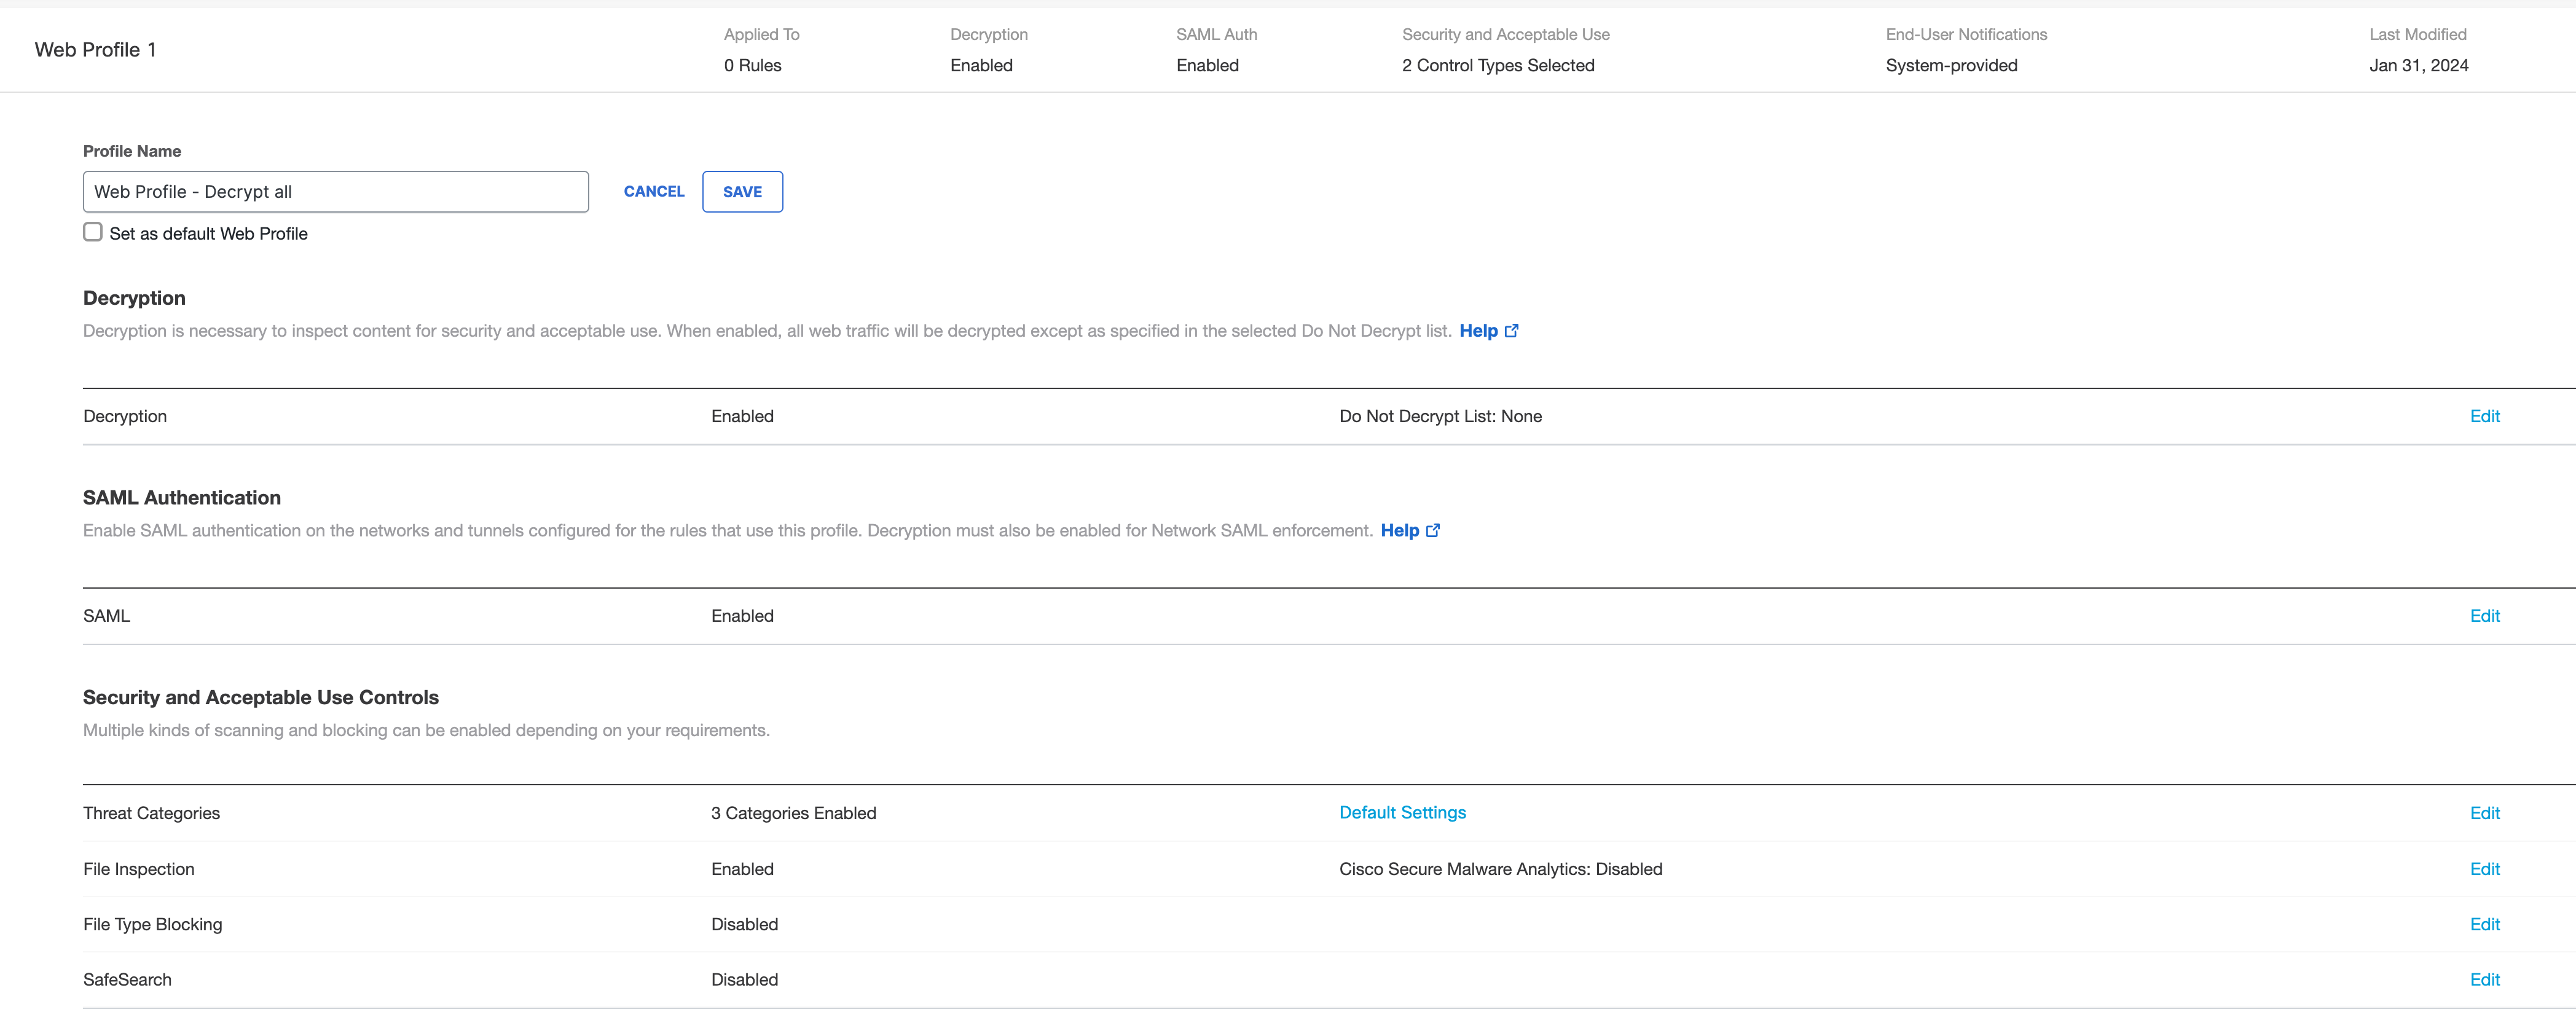 Web Profile 1
Applied To
0 Rules
Decryption
Enabled
SAML Auth
Enabled
Security and Acceptable Use
2 Control Types Selected
End-User Notifications
System-provided
Last Modified
Jan 31, 2024
Profile Name
Web Profile - Decrypt all
CANCEL
SAVE
Set as default Web Profile
Decryption
Decryption is necessary to inspect content for security and acceptable use. When enabled, all web traffic will be decrypted except as specified in the selected Do Not Decrypt list. Help
Decryption Enabled Do Not Decrypt List: None Edit
SAML Authentication
Enable SAML authentication on the networks and tunnels configured for the rules that use this profile. Decryption must also be enabled for Network SAML enforcement. Help
SAML Enabled Edit
Security and Acceptable Use Controls
Multiple kinds of scanning and blocking can be enabled depending on your requirements.
Threat Categories 3 Categories Enabled Default Settings Edit
File Inspection Enabled Cisco Secure Malware Analytics: Disabled Edit
File Type Blocking Disabled Edit
SafeSearch Disabled Edit